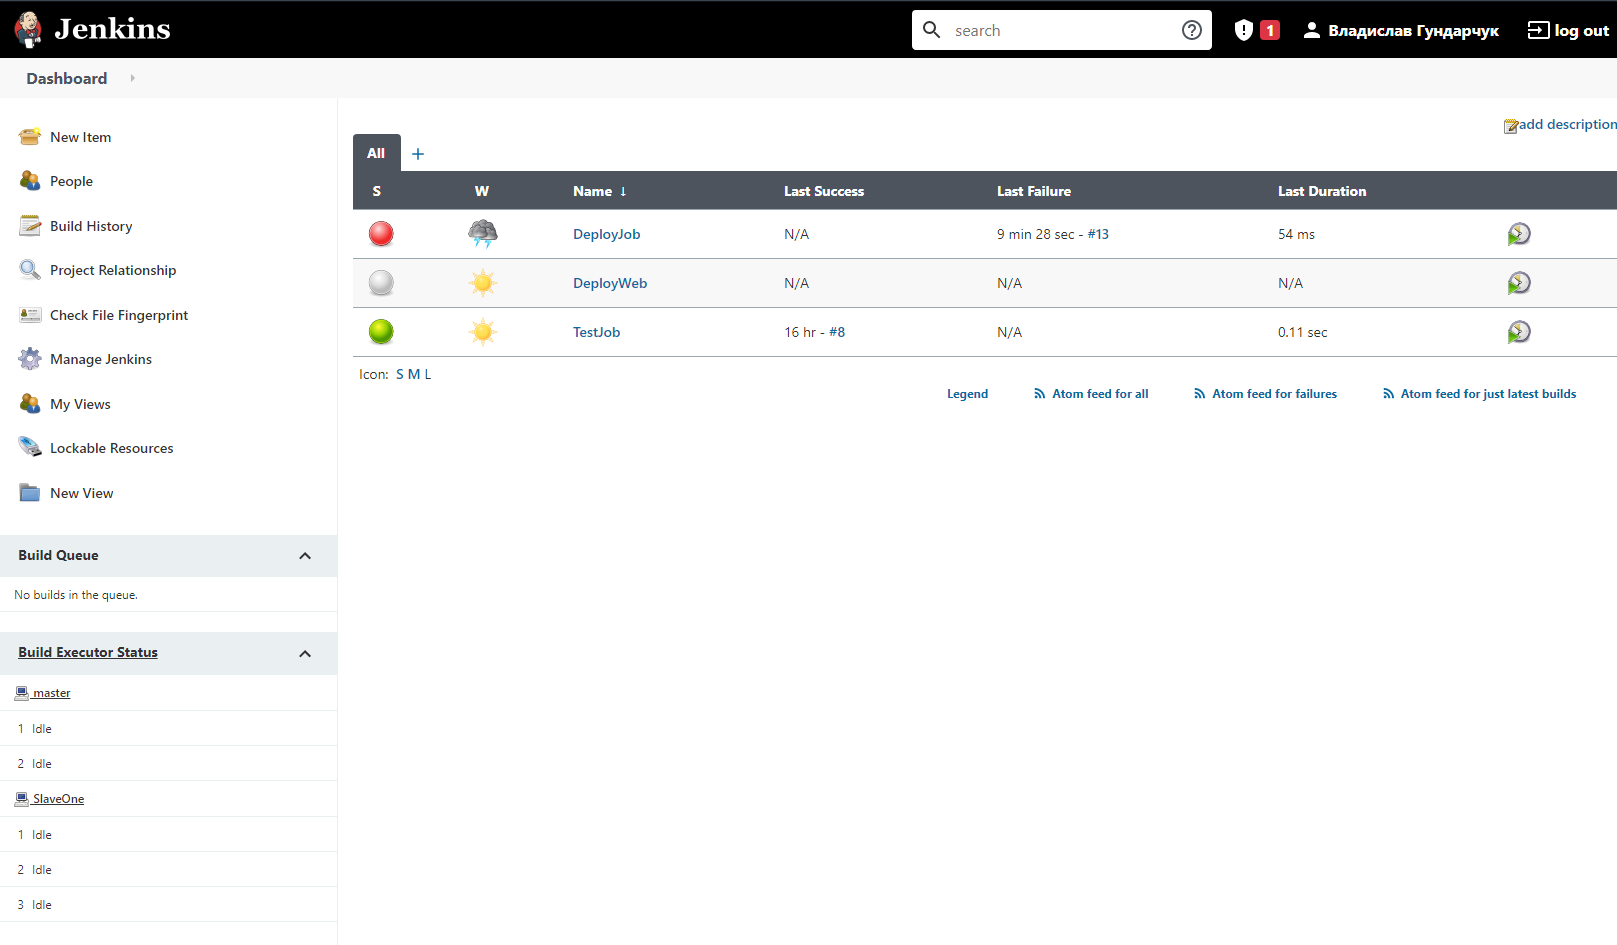 Jenkins
search
1
Владислав Гундарчук
log out
Dashboard
New Item
People
Build History
Project Relationship
Check File Fingerprint
Manage Jenkins
My Views
Lockable Resources
New View
Build Queue
No builds in the queue.
Build Executor Status
master
1 Idle
2 Idle
SlaveOne
1 Idle
2 Idle
3 Idle
add description
All +
S W Name ↓ Last Success Last Failure Last Duration
DeployJob N/A 9 min 28 sec - #13 54 ms
DeployWeb N/A N/A N/A
TestJob 16 hr - #8 N/A 0.11 sec
Icon: S M L
Legend Atom feed for all Atom feed for failures Atom feed for just latest builds